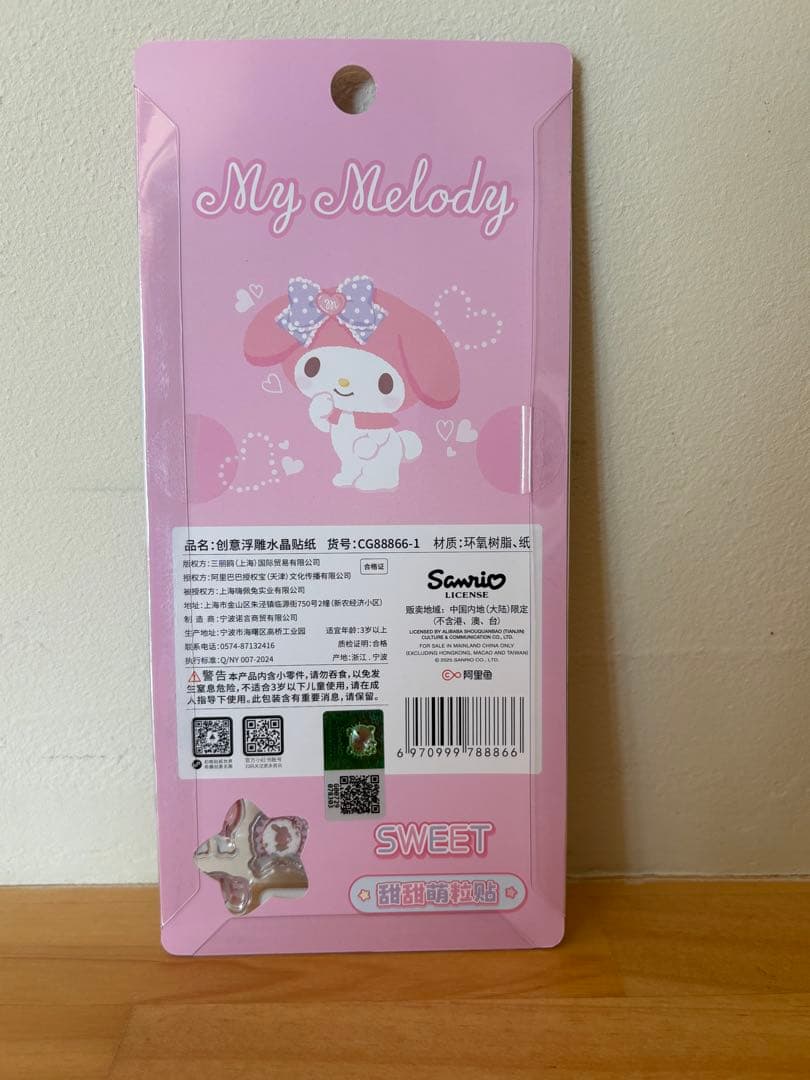 My Melody
m
品名:创意浮雕水晶贴纸 货号:CG88866-1 材质:环氧树脂、纸
版权方:三丽鸥(上海)国际贸易有限公司
授权方:阿里巴巴授权宝(天津)文化传播有限公司
合格证
被授权方:上海嗨佩兔实业有限公司
地址:上海市金山区朱泾镇临源街750号2幢(新农经济小区)
制造商:宁波诺言商贸有限公司
生产地址:宁波市海曙区高桥工业园 适宜年龄:3岁以上
联系电话:0574-87132416 质检证明:合格
执行标准:Q/NY 007-2024 产地:浙江.宁波
警告 本产品内含小零件,请勿吞食,以免发
生窒息危险,不适合3岁以下儿童使用,请在成
人指导下使用。此包装含有重要消息,请保留。
Sanrio
LICENSE
贩卖地域:中国内地(大陆)限定
(不含港、澳、台)
LICENSED BY ALIBABA SHOUQUANBAO (TIANJIN)
CULTURE & COMMUNICATION CO., LTD.
FOR SALE IN MAINLAND CHINA ONLY
(EXCLUDING HONGKONG, MACAO AND TAIWAN)
© 2025 SANRIO CO., LTD.
阿里鱼
6 970999 788866
SWEET
甜甜萌粒贴